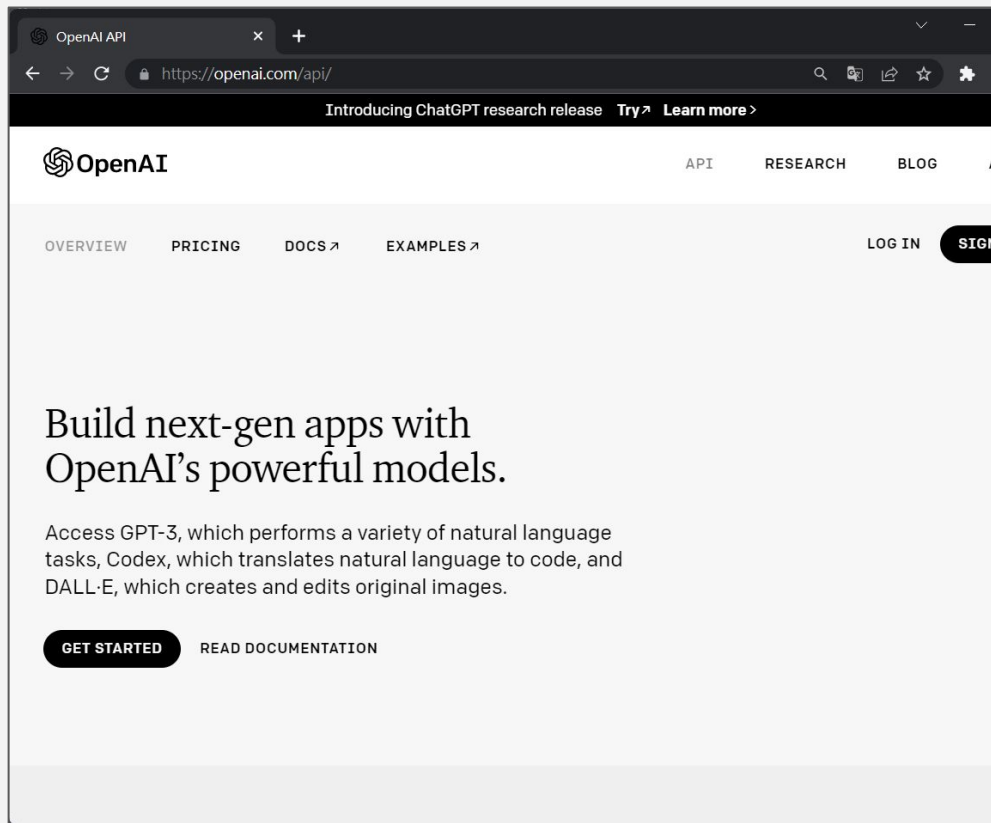 OpenAI API
https://openai.com/api/
Introducing ChatGPT research release Try↗ Learn more >
OpenAI
API RESEARCH BLOG
OVERVIEW PRICING DOCS↗ EXAMPLES↗ LOG IN SIGN
Build next-gen apps with
OpenAI’s powerful models.
Access GPT-3, which performs a variety of natural language
tasks, Codex, which translates natural language to code, and
DALL·E, which creates and edits original images.
GET STARTED READ DOCUMENTATION